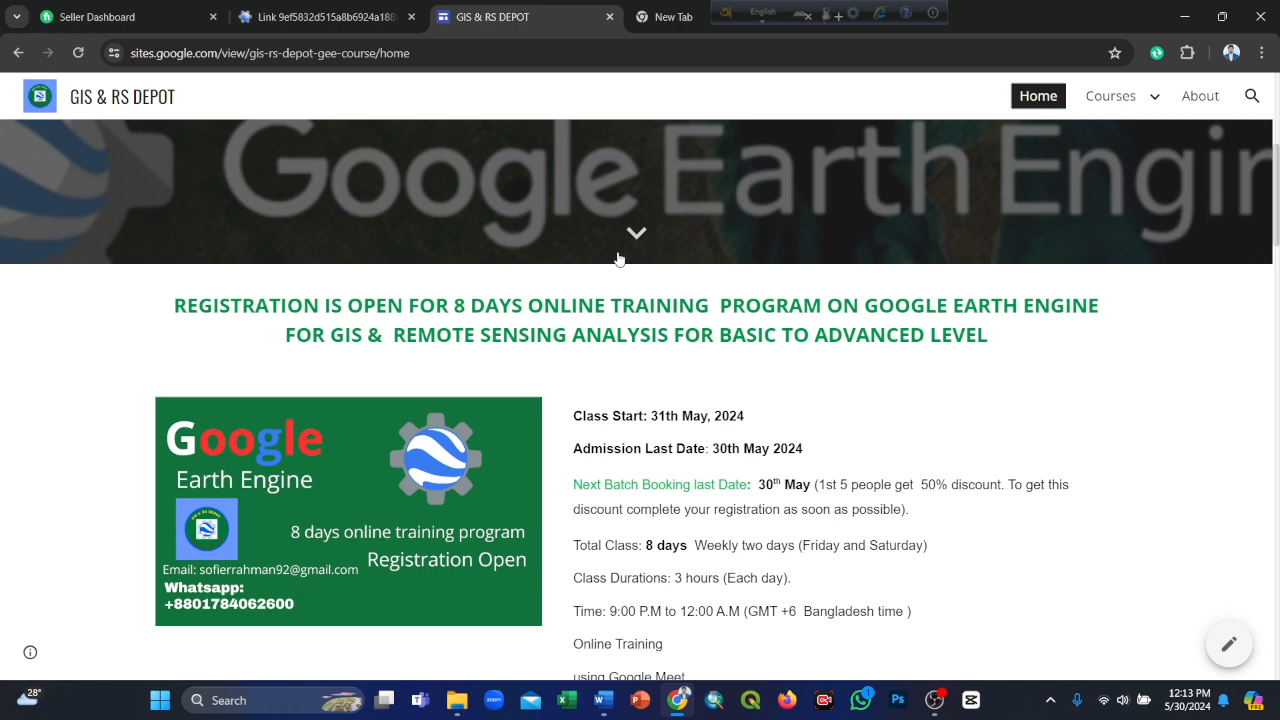 Seller Dashboard
Link 9ef5832d515a8b6924a188
GIS & RS DEPOT
New Tab
English
sites.google.com/view/gis-rs-depot-gee-course/home
GIS & RS DEPOT
Home
Courses
About
Google Earth Engin
REGISTRATION IS OPEN FOR 8 DAYS ONLINE TRAINING PROGRAM ON GOOGLE EARTH ENGINE
FOR GIS & REMOTE SENSING ANALYSIS FOR BASIC TO ADVANCED LEVEL
Google
Earth Engine
8 days online training program
Registration Open
Email: sofierrahman92@gmail.com
Whatsapp:
+8801784062600
Class Start: 31th May, 2024
Admission Last Date: 30th May 2024
Next Batch Booking last Date: 30th May (1st 5 people get 50% discount. To get this
discount complete your registration as soon as possible).
Total Class: 8 days Weekly two days (Friday and Saturday)
Class Durations: 3 hours (Each day).
Time: 9:00 P.M to 12:00 A.M (GMT +6 Bangladesh time )
Online Training
using Google Meet
28°
Search
12:13 PM
5/30/2024